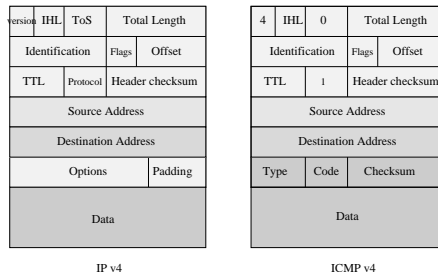 version IHL ToS Total Length
Identification Flags Offset
TTL Protocol Header checksum
Source Address
Destination Address
Options Padding
Data
IP v4
4 IHL 0 Total Length
Identification Flags Offset
TTL 1 Header checksum
Source Address
Destination Address
Type Code Checksum
Data
ICMP v4